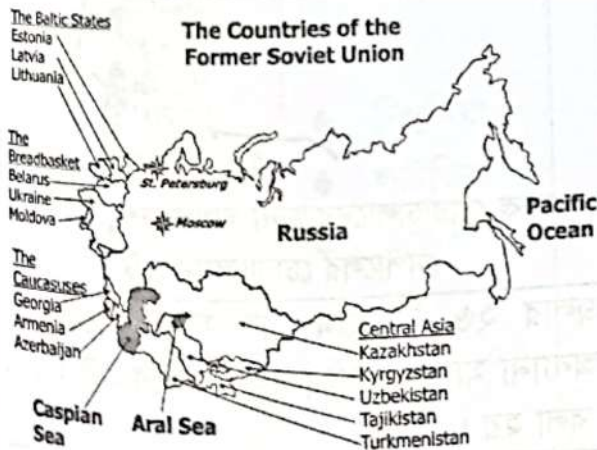 The Countries of the
Former Soviet Union
The Baltic States
Estonia
Latvia
Lithuania
The
Breadbasket
Belarus
Ukraine
Moldova
The
Caucasuses
Georgia
Armenia
Azerbaijan
St. Petersburg
Moscow
Russia
Pacific
Ocean
Central Asia
Kazakhstan
Kyrgyzstan
Uzbekistan
Tajikistan
Turkmenistan
Caspian
Sea
Aral Sea